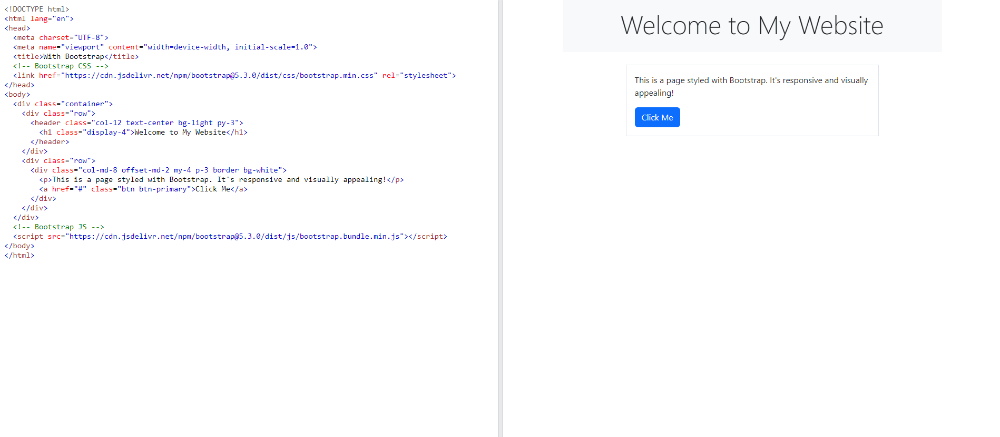 <!DOCTYPE html>
<html lang="en">
<head>
  <meta charset="UTF-8">
  <meta name="viewport" content="width=device-width, initial-scale=1.0">
  <title>With Bootstrap</title>
  <!-- Bootstrap CSS -->
  <link href="https://cdn.jsdelivr.net/npm/bootstrap@5.3.0/dist/css/bootstrap.min.css" rel="stylesheet">
</head>
<body>
  <div class="container">
    <div class="row">
      <header class="col-12 text-center bg-light py-3">
        <h1 class="display-4">Welcome to My Website</h1>
      </header>
    </div>
    <div class="row">
      <div class="col-md-8 offset-md-2 my-4 p-3 border bg-white">
        <p>This is a page styled with Bootstrap. It's responsive and visually appealing!</p>
        <a href="#" class="btn btn-primary">Click Me</a>
      </div>
    </div>
  </div>
  <!-- Bootstrap JS -->
  <script src="https://cdn.jsdelivr.net/npm/bootstrap@5.3.0/dist/js/bootstrap.bundle.min.js"></script>
</body>
</html>
Welcome to My Website
This is a page styled with Bootstrap. It's responsive and visually
appealing!
Click Me